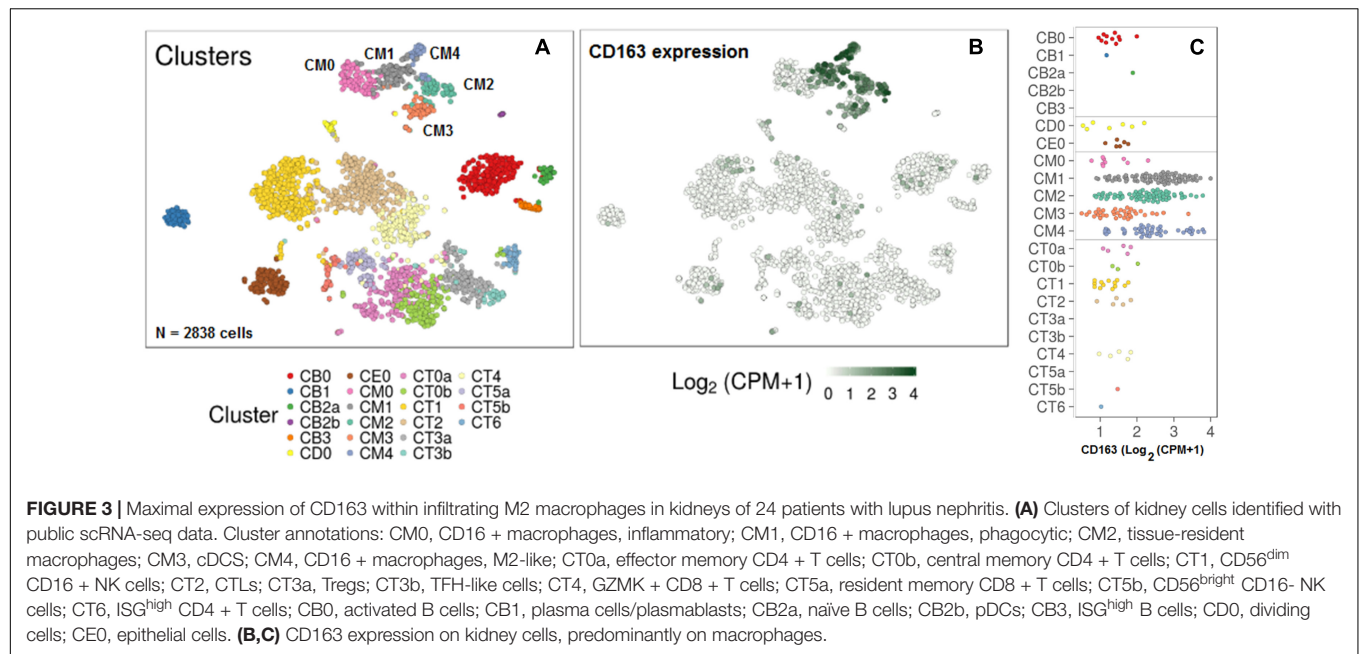 Clusters
A
CM0
CM1
CM4
CM2
CM3
N = 2838 cells
CD163 expression
B
Log2 (CPM+1)
0 1 2 3 4
C
CB0
CB1
CB2a
CB2b
CB3
CD0
CE0
CM0
CM1
CM2
CM3
CM4
CT0a
CT0b
CT1
CT2
CT3a
CT3b
CT4
CT5a
CT5b
CT6
1 2 3 4
CD163 (Log2 (CPM+1)
Cluster
CB0 CE0 CT0a CT4
CB1 CM0 CT0b CT5a
CB2a CM1 CT1 CT5b
CB2b CM2 CT2 CT6
CB3 CM3 CT3a
CD0 CM4 CT3b
FIGURE 3 | Maximal expression of CD163 within infiltrating M2 macrophages in kidneys of 24 patients with lupus nephritis. (A) Clusters of kidney cells identified with
public scRNA-seq data. Cluster annotations: CM0, CD16 + macrophages, inflammatory; CM1, CD16 + macrophages, phagocytic; CM2, tissue-resident
macrophages; CM3, cDCS; CM4, CD16 + macrophages, M2-like; CT0a, effector memory CD4 + T cells; CT0b, central memory CD4 + T cells; CT1, CD56dim
CD16 + NK cells; CT2, CTLs; CT3a, Tregs; CT3b, TFH-like cells; CT4, GZMK + CD8 + T cells; CT5a, resident memory CD8 + T cells; CT5b, CD56bright CD16- NK
cells; CT6, ISGhigh CD4 + T cells; CB0, activated B cells; CB1, plasma cells/plasmablasts; CB2a, naïve B cells; CB2b, pDCs; CB3, ISGhigh B cells; CD0, dividing
cells; CE0, epithelial cells. (B,C) CD163 expression on kidney cells, predominantly on macrophages.